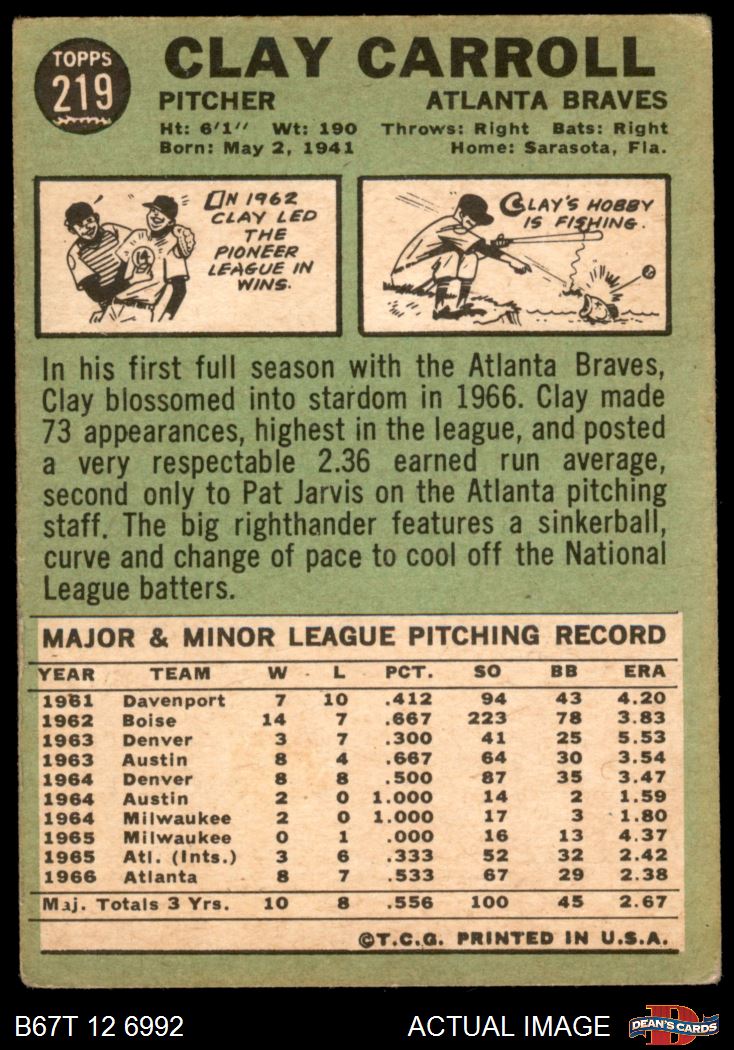 TOPPS
219
CLAY CARROLL
PITCHER ATLANTA BRAVES
Ht: 6'1" Wt: 190 Throws: Right Bats: Right
Born: May 2, 1941 Home: Sarasota, Fla.
IN 1962
CLAY LED
THE
PIONEER
LEAGUE IN
WINS.
CLAY'S HOBBY
IS FISHING.
In his first full season with the Atlanta Braves,
Clay blossomed into stardom in 1966. Clay made
73 appearances, highest in the league, and posted
a very respectable 2.36 earned run average,
second only to Pat Jarvis on the Atlanta pitching
staff. The big righthander features a sinkerball,
curve and change of pace to cool off the National
League batters.
MAJOR & MINOR LEAGUE PITCHING RECORD
YEAR TEAM W L PCT. SO BB ERA
1961 Davenport 7 10 .412 94 43 4.20
1962 Boise 14 7 .667 223 78 3.83
1963 Denver 3 7 .300 41 25 5.53
1963 Austin 8 4 .667 64 30 3.54
1964 Denver 8 8 .500 87 35 3.47
1964 Austin 2 0 1.000 14 2 1.59
1964 Milwaukee 2 0 1.000 17 3 1.80
1965 Milwaukee 0 1 .000 16 13 4.37
1965 Atl. (Ints.) 3 6 .333 52 32 2.42
1966 Atlanta 8 7 .533 67 29 2.38
Maj. Totals 3 Yrs. 10 8 .556 100 45 2.67
©T.C.G. PRINTED IN U.S.A.
B67T 12 6992 ACTUAL IMAGE DEAN'S CARDS